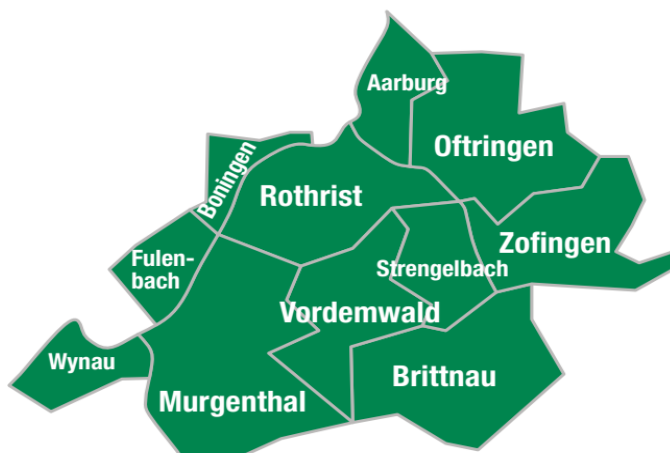 Aarburg
Oftringen
Boningen
Rothrist
Zofingen
Fulen-
bach
Strengelbach
Vordemwald
Wynau
Brittnau
Murgenthal